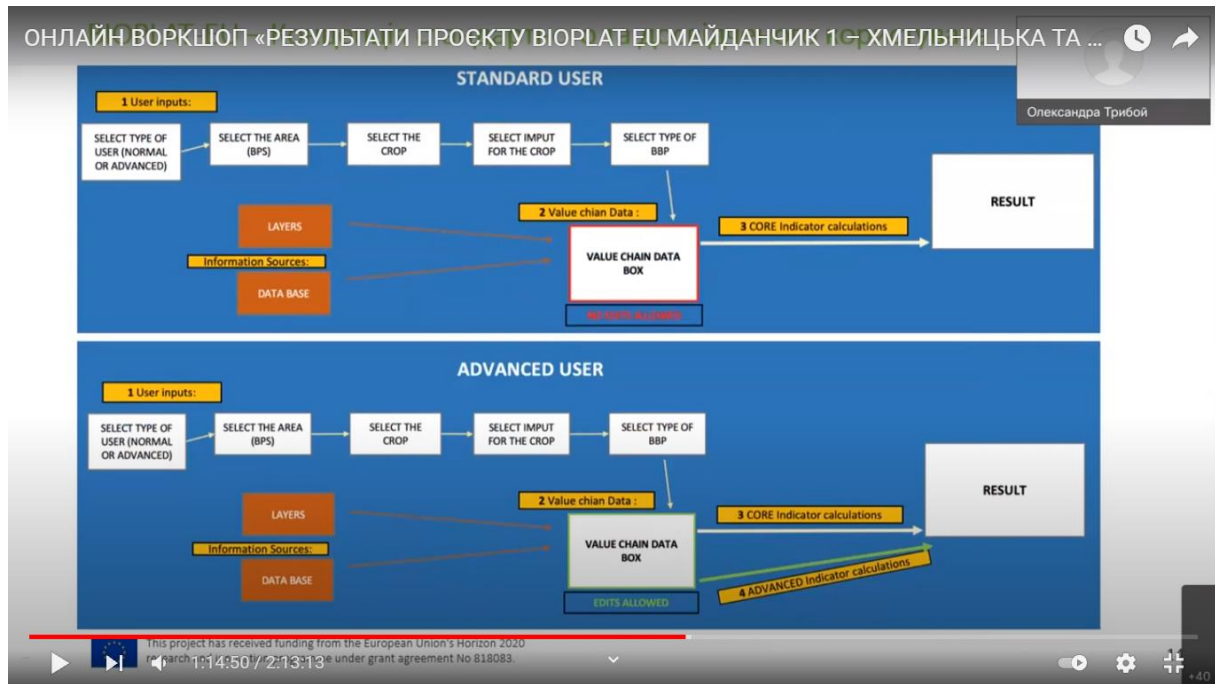 ОНЛАЙН ВОРКШОП «РЕЗУЛЬТАТИ ПРОЄКТУ BIOPLAT EU МАЙДАНЧИК 1 – ХМЕЛЬНИЦЬКА ТА ...
Олександра Трибой
STANDARD USER
1 User inputs:
SELECT TYPE OF
USER (NORMAL
OR ADVANCED)
SELECT THE AREA
(BPS)
SELECT THE
CROP
SELECT IMPUT
FOR THE CROP
SELECT TYPE OF
BBP
LAYERS
Information Sources:
DATA BASE
2 Value chian Data :
VALUE CHAIN DATA
BOX
NO EDITS ALLOWED
3 CORE Indicator calculations
RESULT
ADVANCED USER
1 User inputs:
SELECT TYPE OF
USER (NORMAL
OR ADVANCED)
SELECT THE AREA
(BPS)
SELECT THE
CROP
SELECT IMPUT
FOR THE CROP
SELECT TYPE OF
BBP
LAYERS
Information Sources:
DATA BASE
2 Value chian Data :
VALUE CHAIN DATA
BOX
EDITS ALLOWED
3 CORE Indicator calculations
4 ADVANCED Indicator calculations
RESULT
This project has received funding from the European Union's Horizon 2020
under grant agreement No 818083.
1:14:50 / 2:13:13
+40